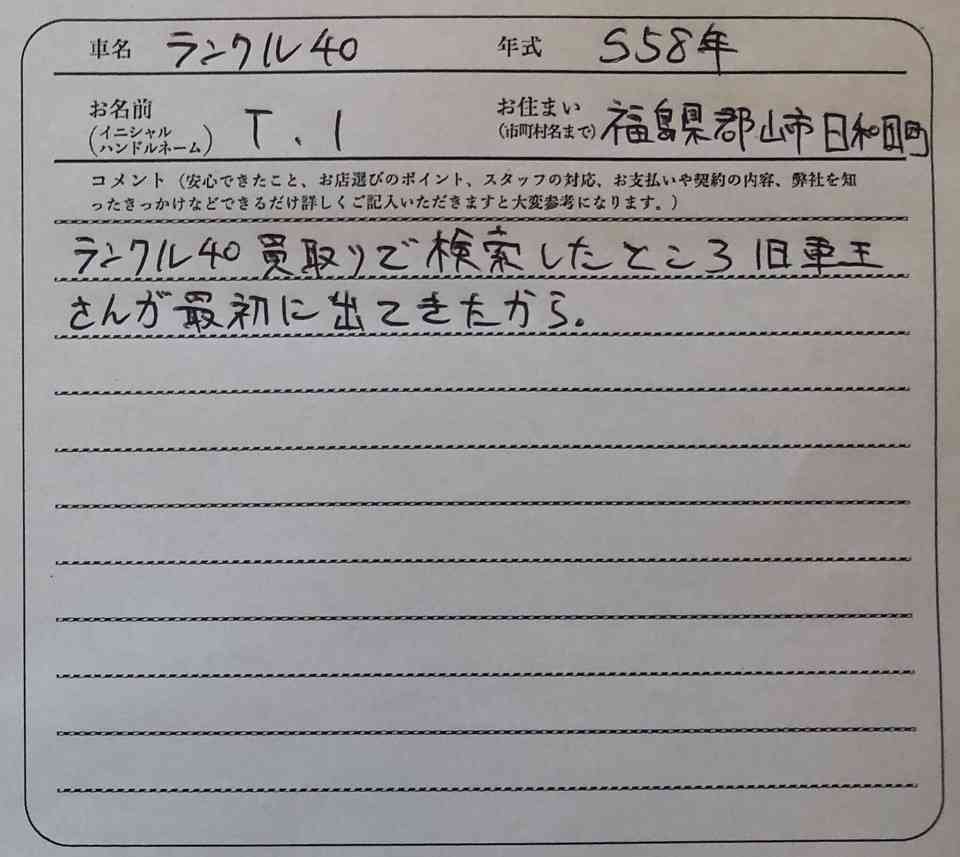 車名 ランクル40 年式 S58年
お名前 (イニシャル ハンドルネーム) T.I お住まい (市町村名まで) 福島県郡山市日和田町
コメント（安心できたこと、お店選びのポイント、スタッフの対応、お支払いや契約の内容、弊社を知
ったきっかけなどできるだけ詳しくご記入いただきますと大変参考になります。）
ランクル40買取りで検索したところ旧車王
さんが最初に出てきたから。